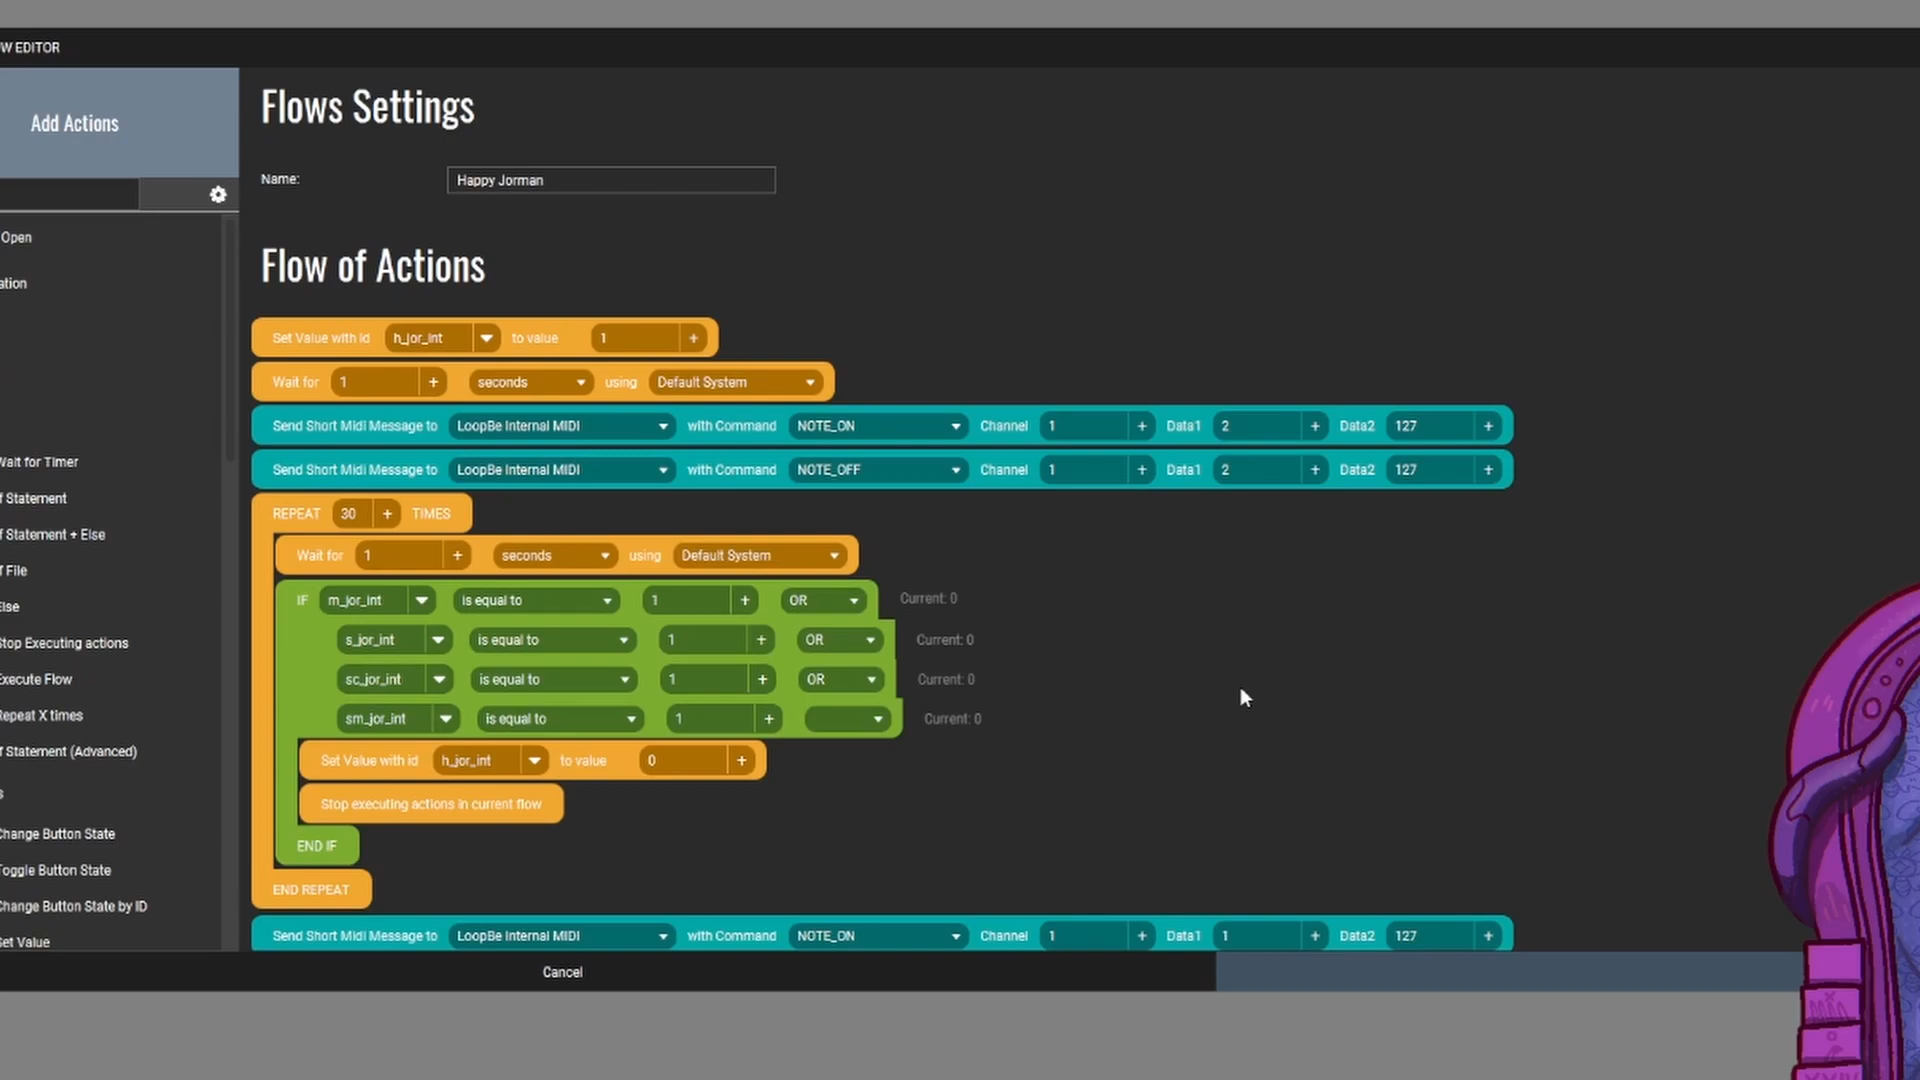 W EDITOR
Add Actions
Open
ation
Wait for Timer
f Statement
f Statement + Else
f File
Else
Stop Executing actions
Execute Flow
Repeat X times
f Statement (Advanced)
s
Change Button State
Toggle Button State
Change Button State by ID
Set Value
Flows Settings
Name: Happy Jorman
Flow of Actions
Set Value with id h_jor_int to value 1 +
Wait for 1 + seconds using Default System
Send Short Midi Message to LoopBe Internal MIDI with Command NOTE_ON Channel 1 + Data1 2 + Data2 127 +
Send Short Midi Message to LoopBe Internal MIDI with Command NOTE_OFF Channel 1 + Data1 2 + Data2 127 +
REPEAT 30 + TIMES
Wait for 1 + seconds using Default System
IF m_jor_int is equal to 1 + OR Current: 0
s_jor_int is equal to 1 + OR Current: 0
sc_jor_int is equal to 1 + OR Current: 0
sm_jor_int is equal to 1 + Current: 0
Set Value with id h_jor_int to value 0 +
Stop executing actions in current flow
END IF
END REPEAT
Send Short Midi Message to LoopBe Internal MIDI with Command NOTE_ON Channel 1 + Data1 1 + Data2 127 +
Cancel